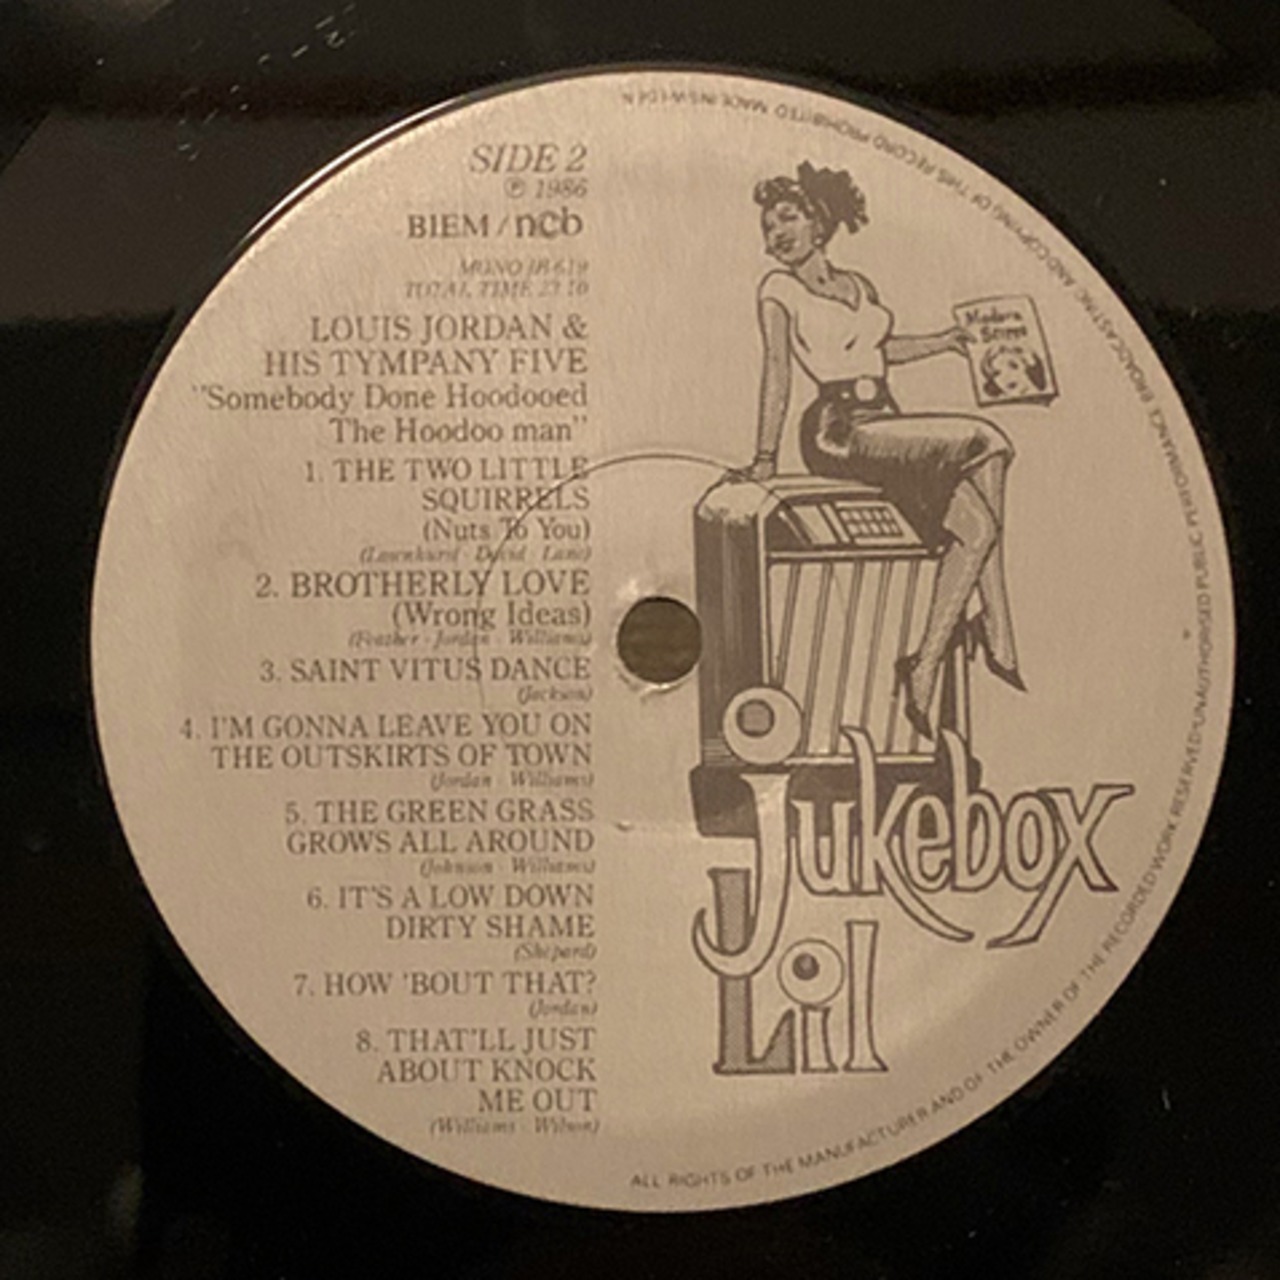 SIDE 2
℗ 1986
BIEM / ncb
MONO JB-619
TOTAL TIME 23:10
LOUIS JORDAN &
HIS TYMPANY FIVE
"Somebody Done Hoodooed
The Hoodoo man"
1. THE TWO LITTLE
SQUIRRELS
(Nuts To You)
(Lawnhurst - David - Lane)
2. BROTHERLY LOVE
(Wrong Ideas)
(Feather - Jordan - Williams)
3. SAINT VITUS DANCE
(Jackson)
4. I'M GONNA LEAVE YOU ON
THE OUTSKIRTS OF TOWN
(Jordan - Williams)
5. THE GREEN GRASS
GROWS ALL AROUND
(Johnson - Williams)
6. IT'S A LOW DOWN
DIRTY SHAME
(Shepard)
7. HOW 'BOUT THAT?
(Jordan)
8. THAT'LL JUST
ABOUT KNOCK
ME OUT
(Williams - Wilson)
Modern
Jukebox
Lil
ALL RIGHTS OF THE MANUFACTURER AND OF THE OWNER OF THE RECORDED WORK RESERVED UNAUTHORISED PUBLIC PERFORMANCE BROADCASTING AND COPYING OF THIS RECORD PROHIBITED MADE IN SWEDEN